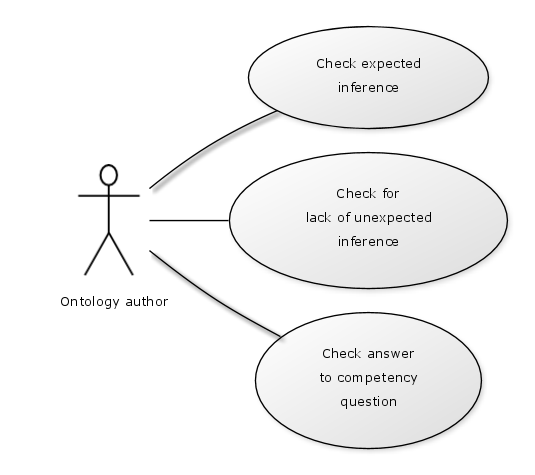 Check expected
inference
Check for
lack of unexpected
inference
Ontology author
Check answer
to competency
question